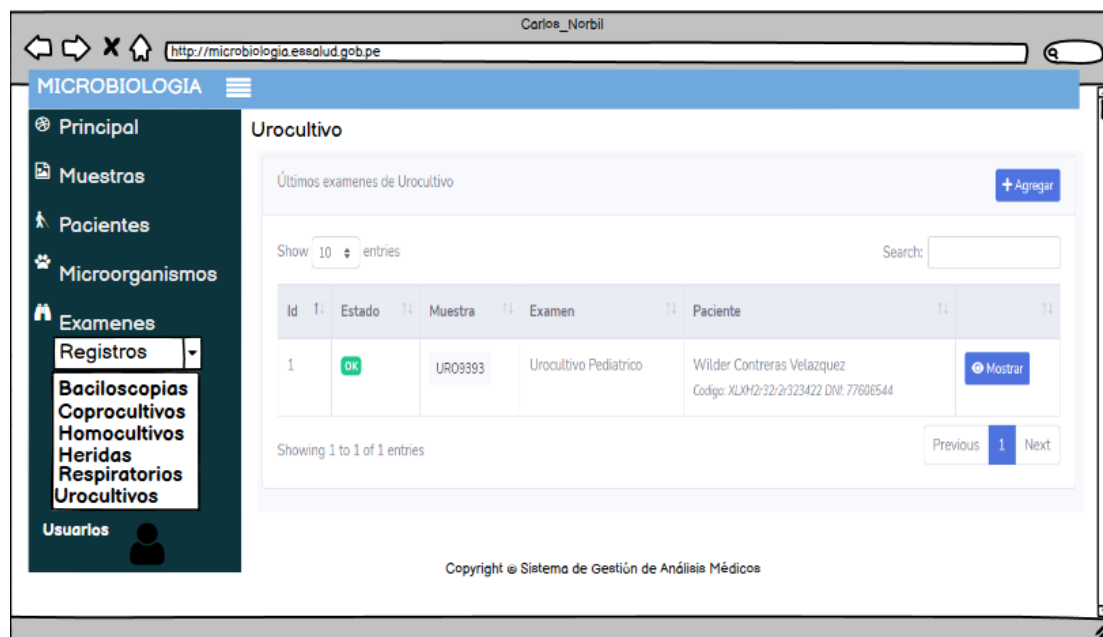 Carlos_Norbil
http://microbiologia.essalud.gob.pe
MICROBIOLOGIA
Principal
Muestras
Pacientes
Microorganismos
Examenes
Registros
Baciloscopias
Coprocultivos
Homocultivos
Heridas
Respiratorios
Urocultivos
Usuarios
Urocultivo
Últimos examenes de Urocultivo
+ Agregar
Show 10 entries
Search:
Id Estado Muestra Examen Paciente
1 OK URO9393 Urocultivo Pediatrico Wilder Contreras Velazquez Mostrar
Codigo: XLXH2r32r2r323422 DNI: 77606544
Showing 1 to 1 of 1 entries
Previous 1 Next
Copyright @ Sistema de Gestión de Análisis Médicos